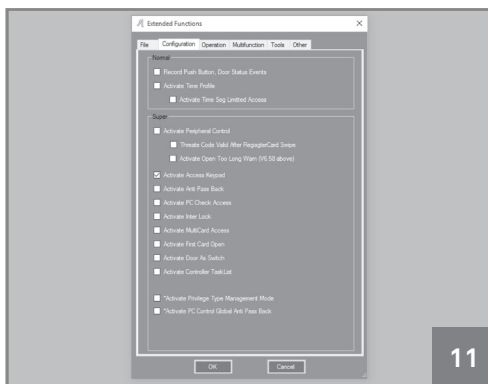 Extended Functions
File Configuration Operation Multifunction Tools Other
Normal
Record Push Button, Door Status Events
Activate Time Profile
Activate Time Seg Limitted Access
Super
Activate Peripheral Control
Threate Code Valid After RegagterCard Swipe
Activate Open Too Long Warn (V6.58 above)
Activate Access Keypad
Activate Anti Pass Back
Activate PC Check Access
Activate Inter Lock
Activate MultiCard Access
Activate First Card Open
Activate Door As Switch
Activate Controller TaskList
*Activate Privilege Type Management Mode
*Activate PC Control Global Anti Pass Back
OK Cancel
11